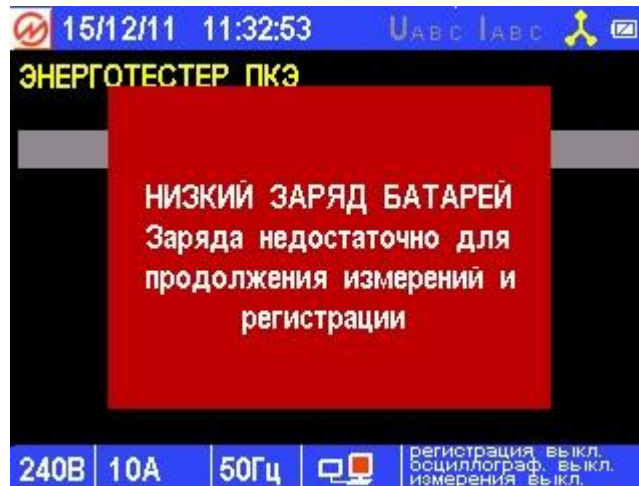 15/12/11 11:32:53 UABC IABC
ЭНЕРГОТЕСТЕР ПКЭ
НИЗКИЙ ЗАРЯД БАТАРЕЙ
Заряда недостаточно для
продолжения измерений и
регистрации
240В 10А 50Гц
регистрация выкл.
осциллограф. выкл.
измерения выкл.